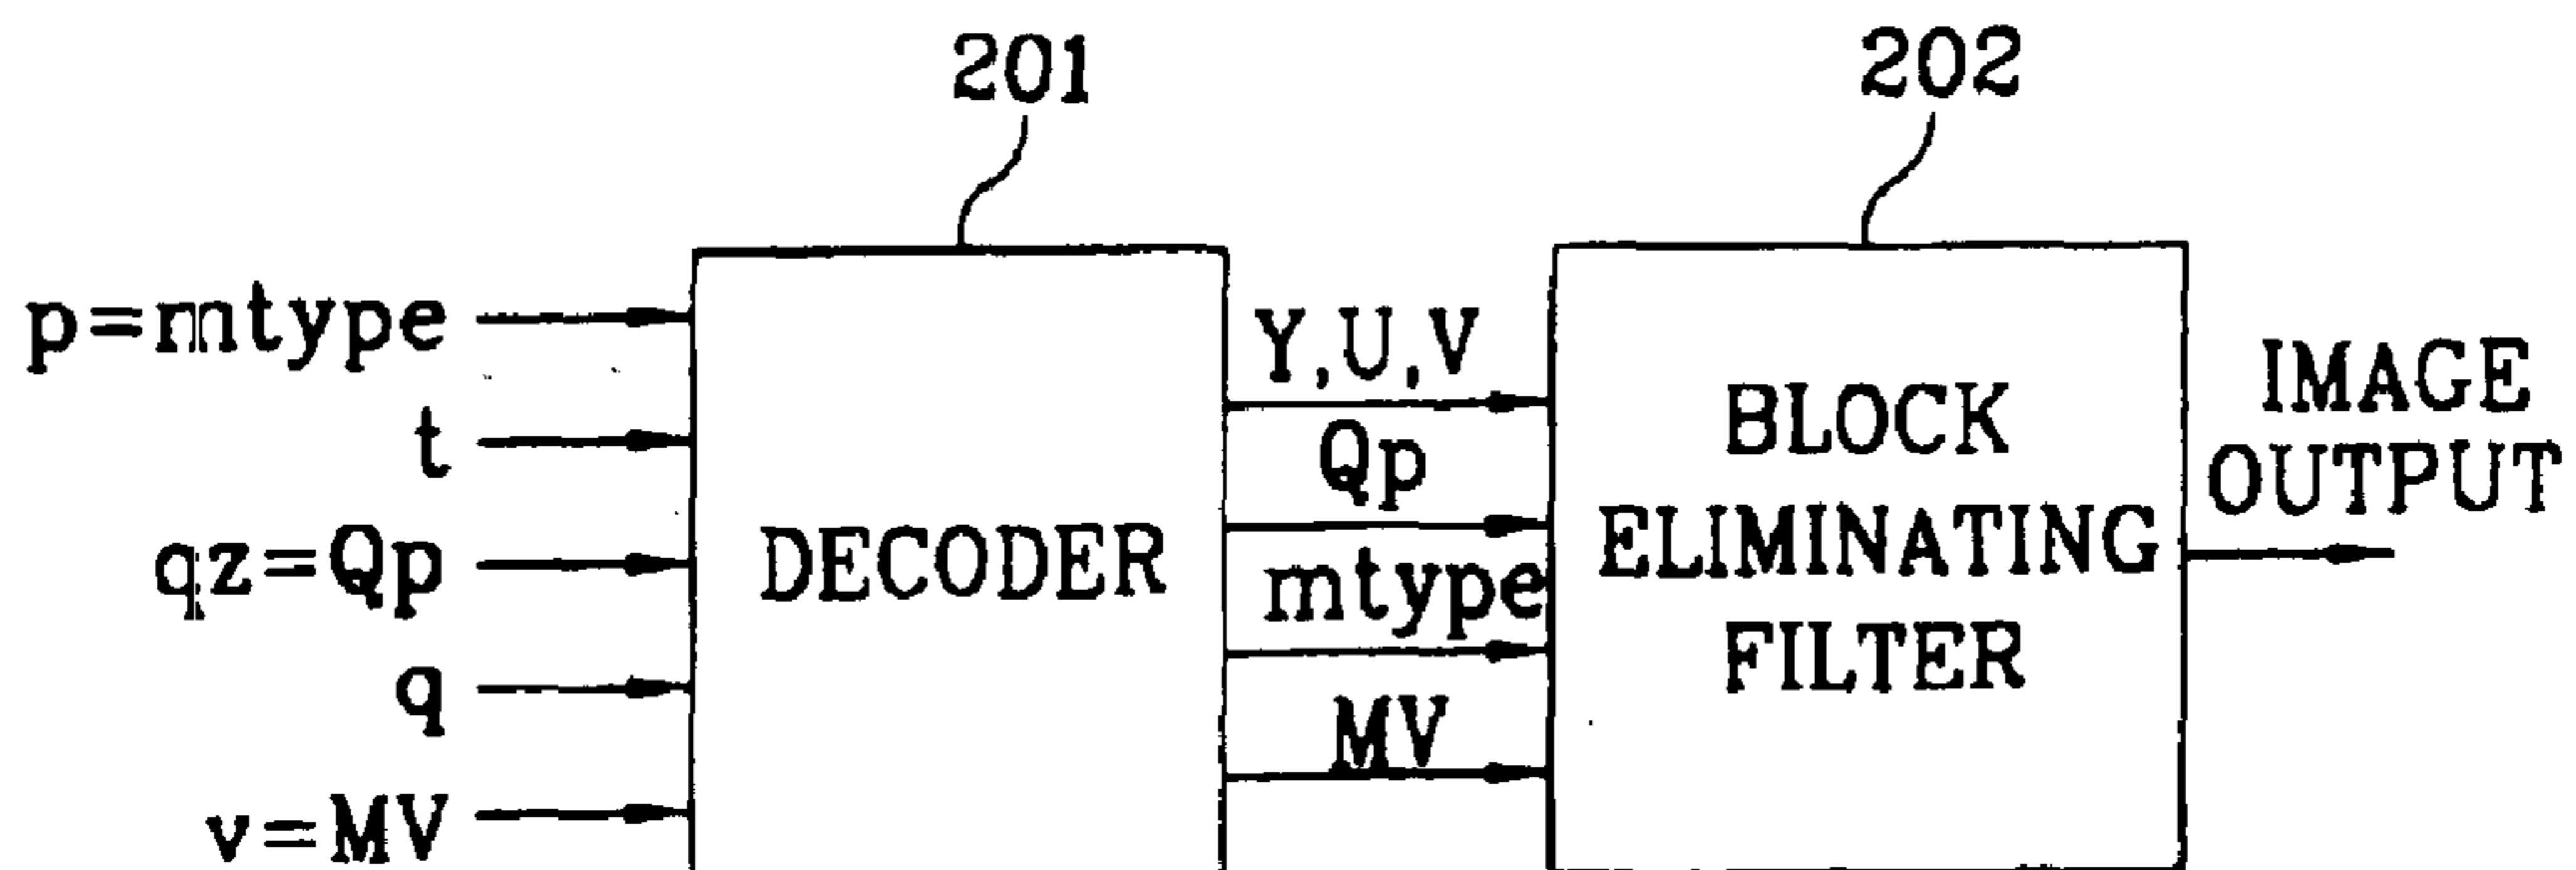 201
202
p=mtype
t
qz=Qp
q
v=MV
DECODER
Y,U,V
Qp
mtype
MV
BLOCK
ELIMINATING
FILTER
IMAGE
OUTPUT